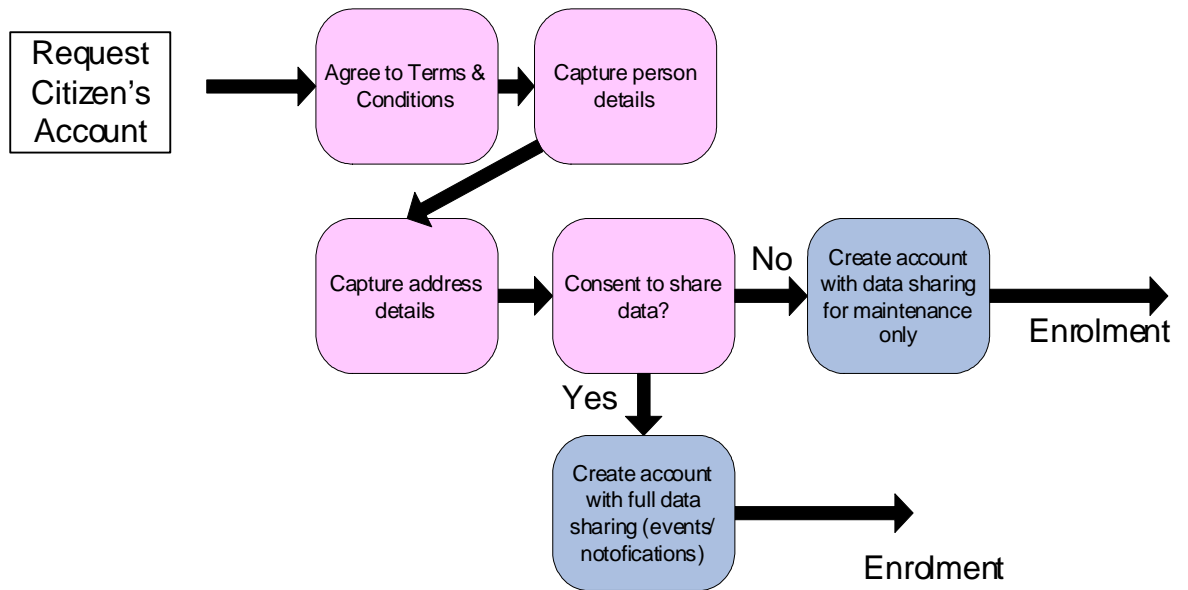 Request
Citizen's
Account
Agree to Terms &
Conditions
Capture person
details
Capture address
details
Consent to share
data?
No
Create account
with data sharing
for maintenance
only
Enrolment
Yes
Create account
with full data
sharing (events/
notofications)
Enrolment